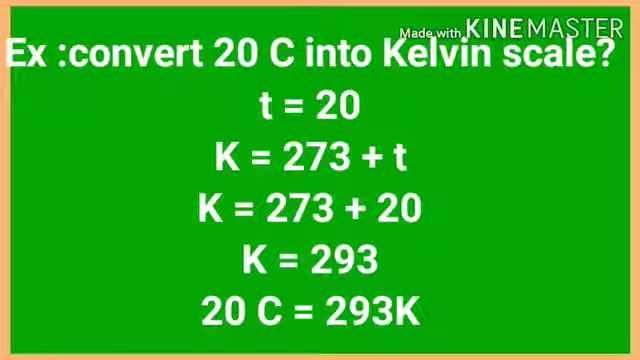 Made with KINEMASTER
Ex :convert 20 C into Kelvin scale?
t = 20
K = 273 + t
K = 273 + 20
K = 293
20 C = 293K